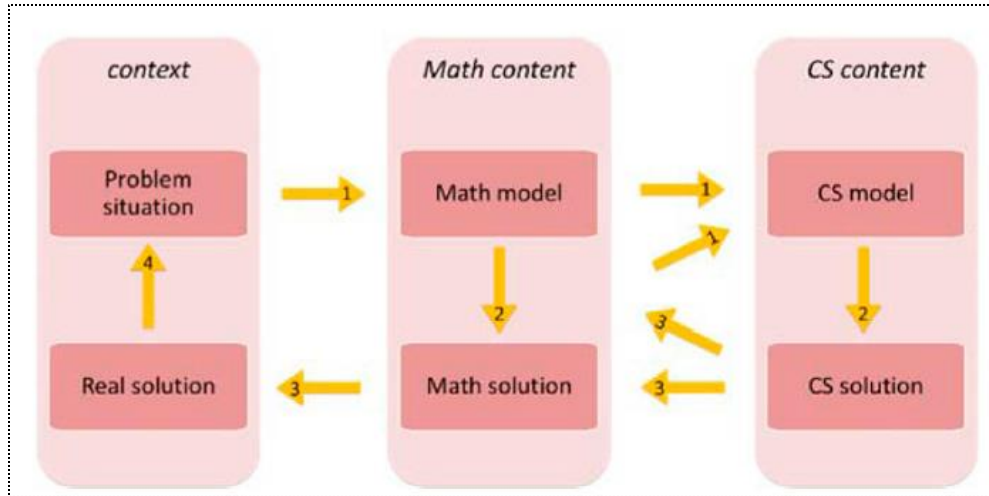 context
Math content
CS content
Problem
situation
1
Math model
1
CS model
1
4
2
2
3
Real solution
3
Math solution
3
CS solution